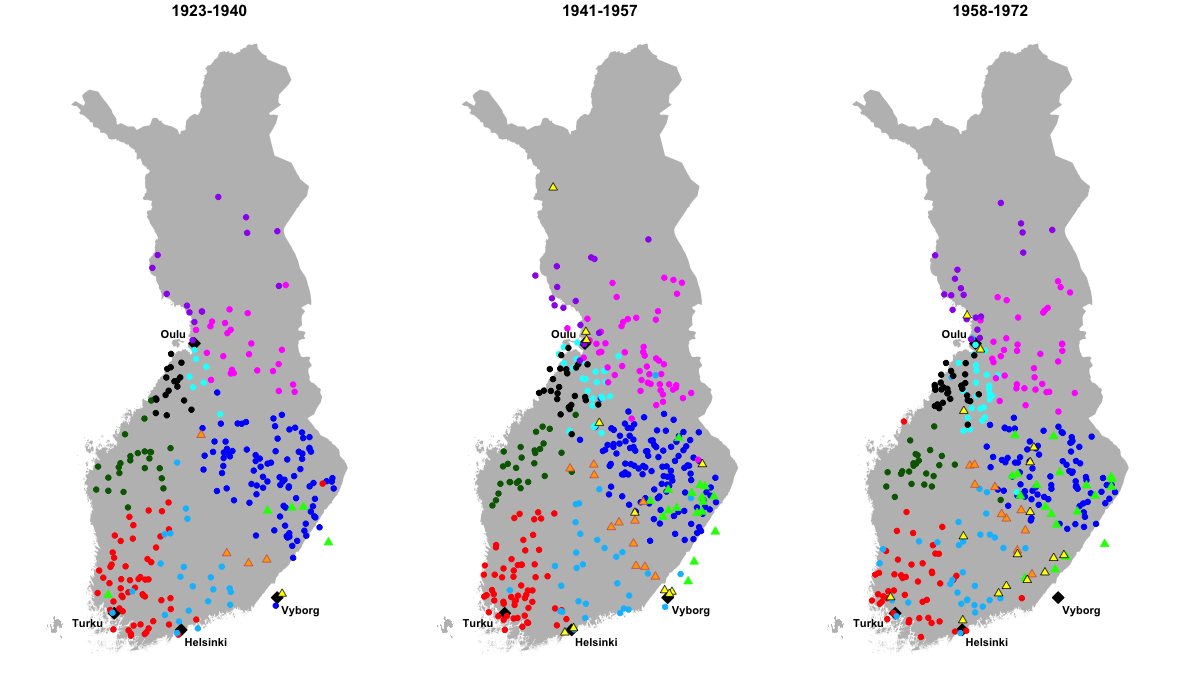 1923-1940
1941-1957
1958-1972
Oulu
Oulu
Oulu
Vyborg
Vyborg
Vyborg
Turku
Turku
Turku
Helsinki
Helsinki
Helsinki